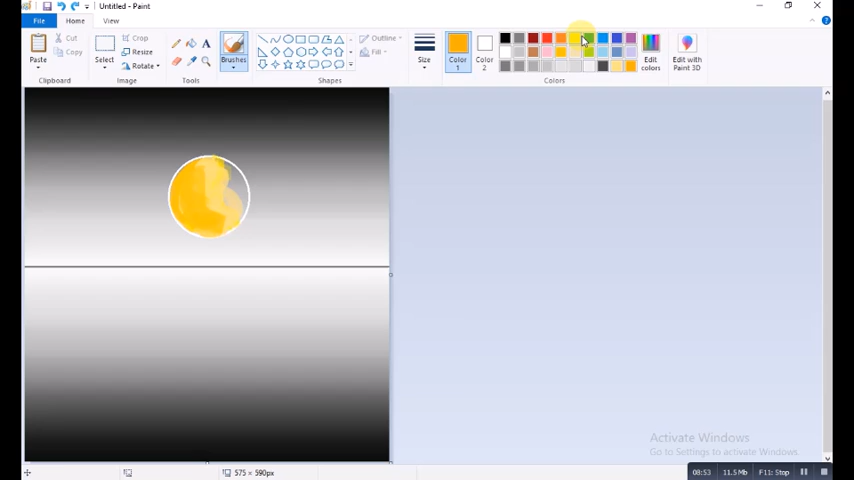 Untitled - Paint
File
Home
View
Paste
Cut
Copy
Clipboard
Select
Crop
Resize
Rotate
Image
A
Tools
Brushes
Outline
Fill
Shapes
Size
Color
1
Color
2
Edit
colors
Colors
Edit with
Paint 3D
Activate Windows
Go to Settings to activate Windows.
575 × 590px
08:53
11.5 Mb
F11: Stop